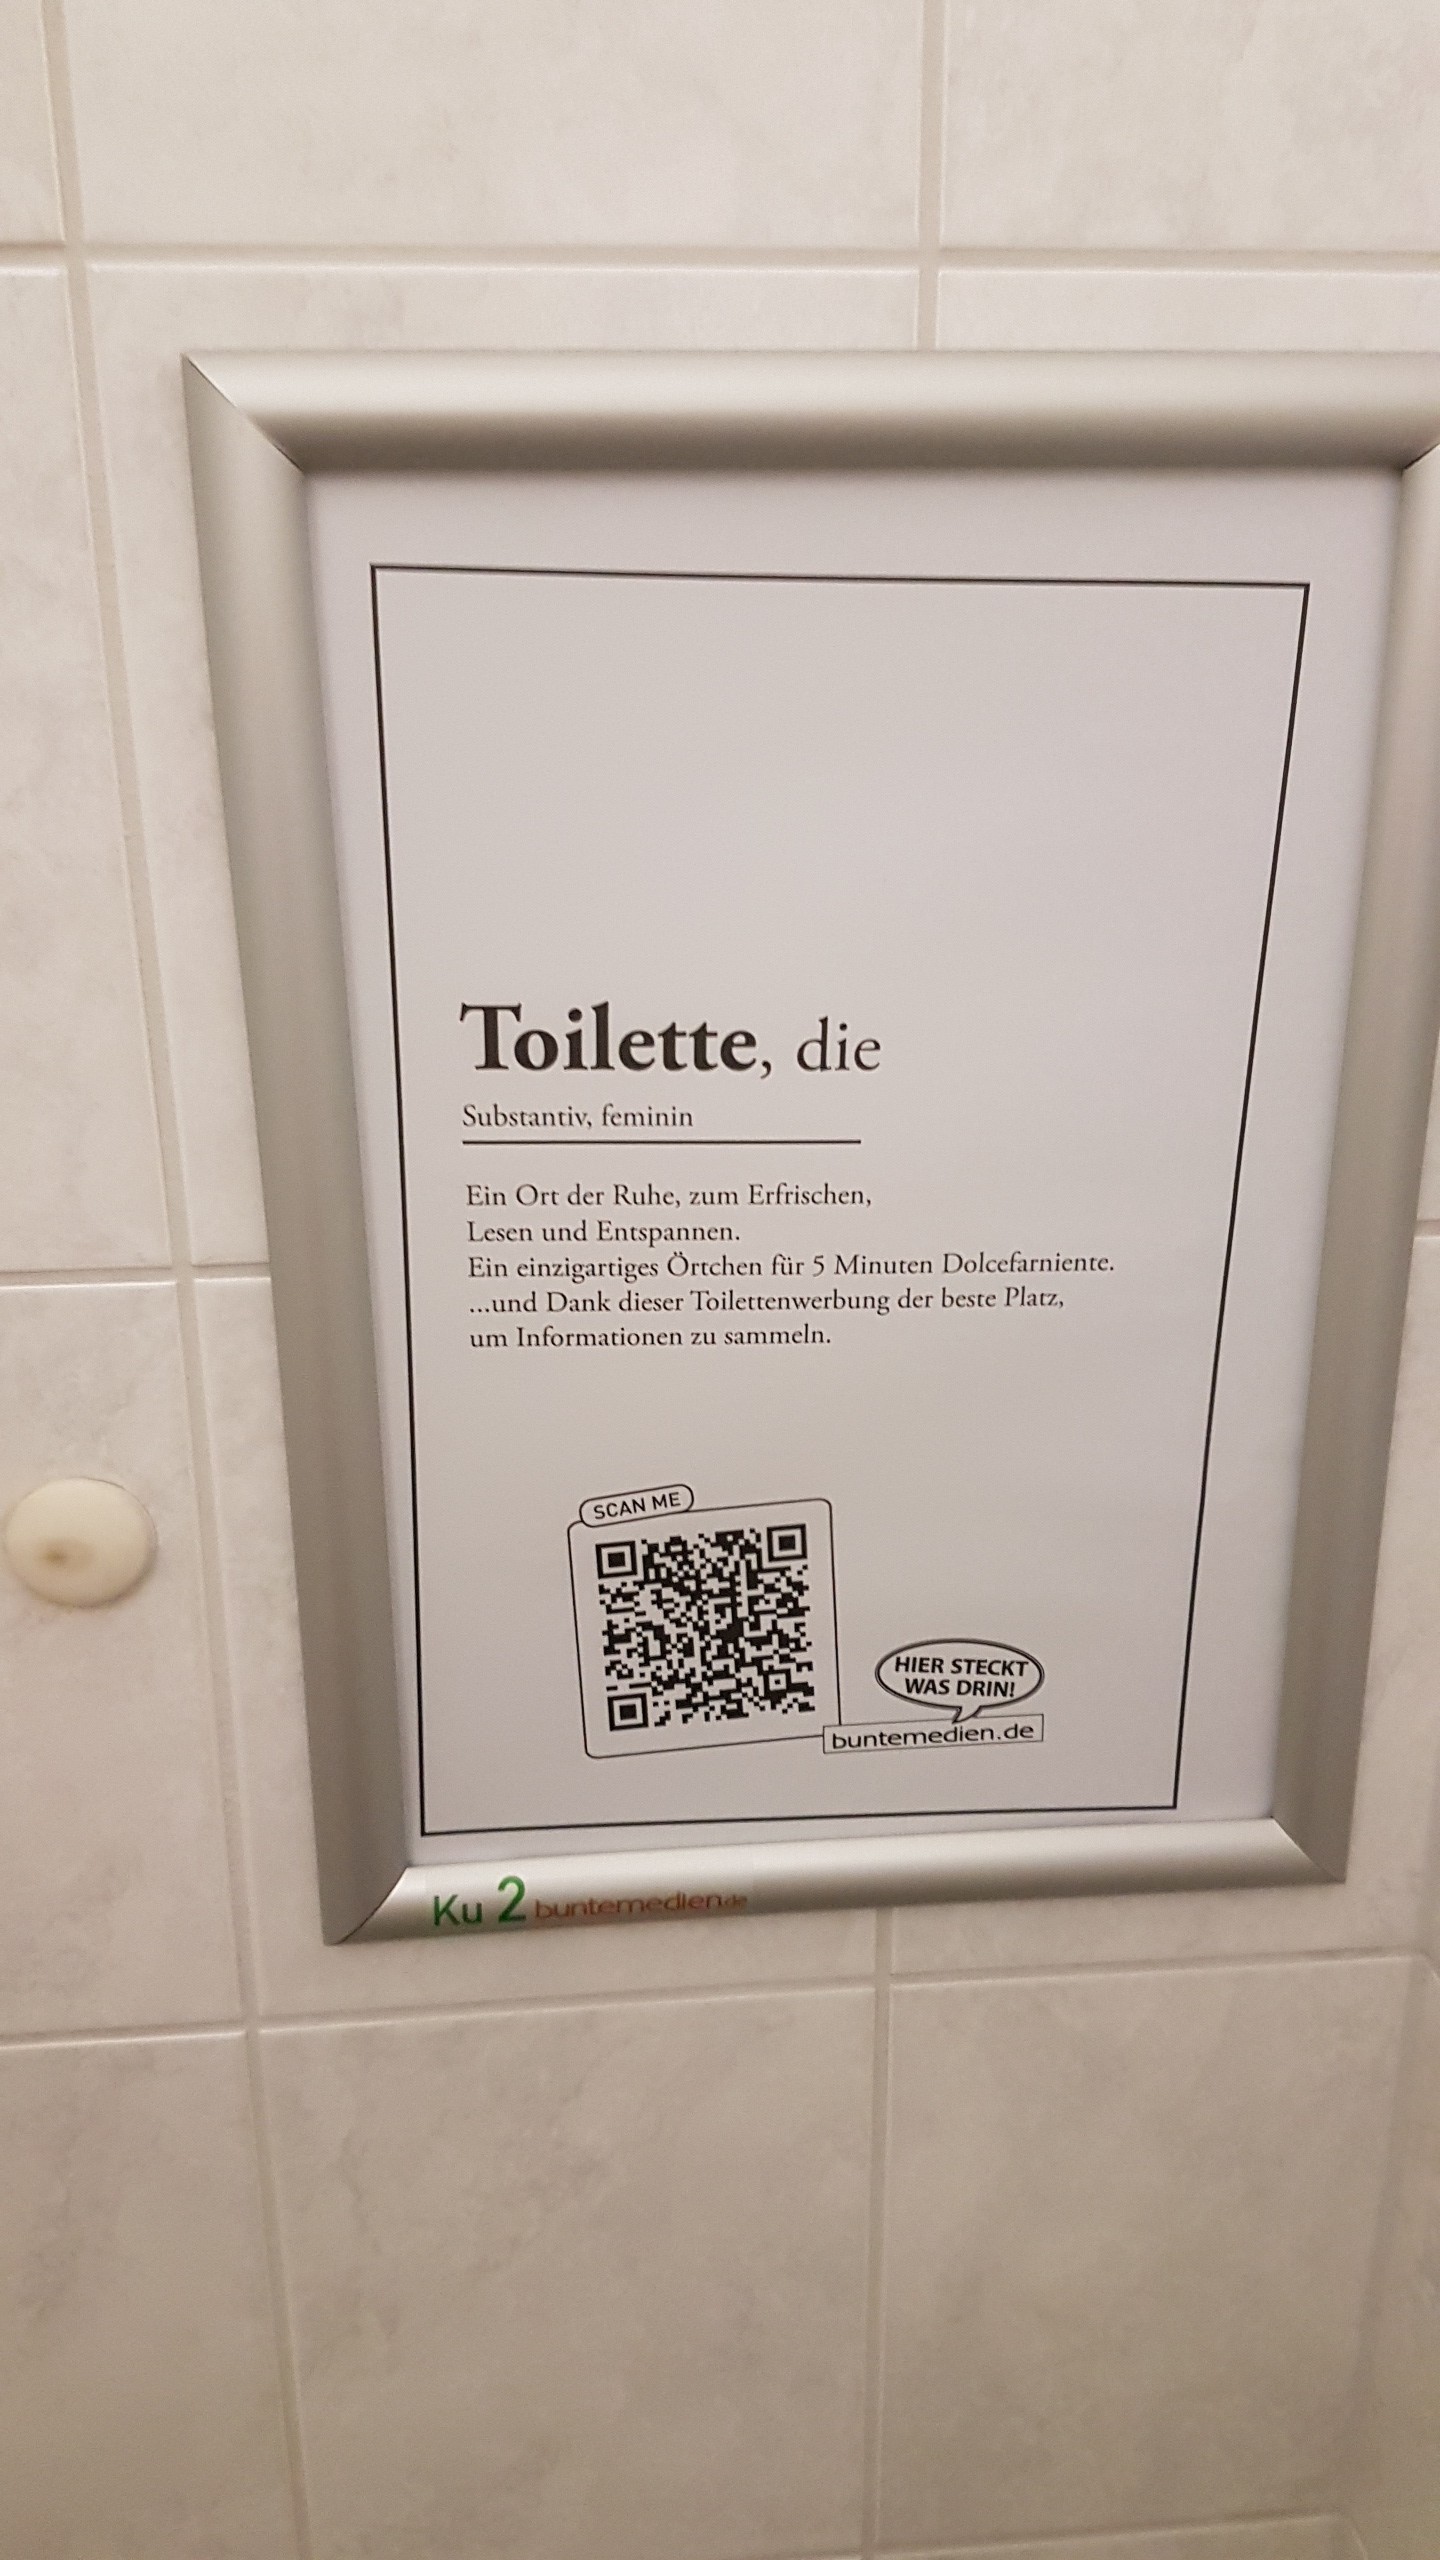 Toilette, die
Substantiv, feminin
Ein Ort der Ruhe, zum Erfrischen,
Lesen und Entspannen.
Ein einzigartiges Örtchen für 5 Minuten Dolcefarniente.
...und Dank dieser Toilettenwerbung der beste Platz,
um Informationen zu sammeln.
SCAN ME
HIER STECKT
WAS DRIN!
buntemedien.de
Ku 2 buntemedien.de